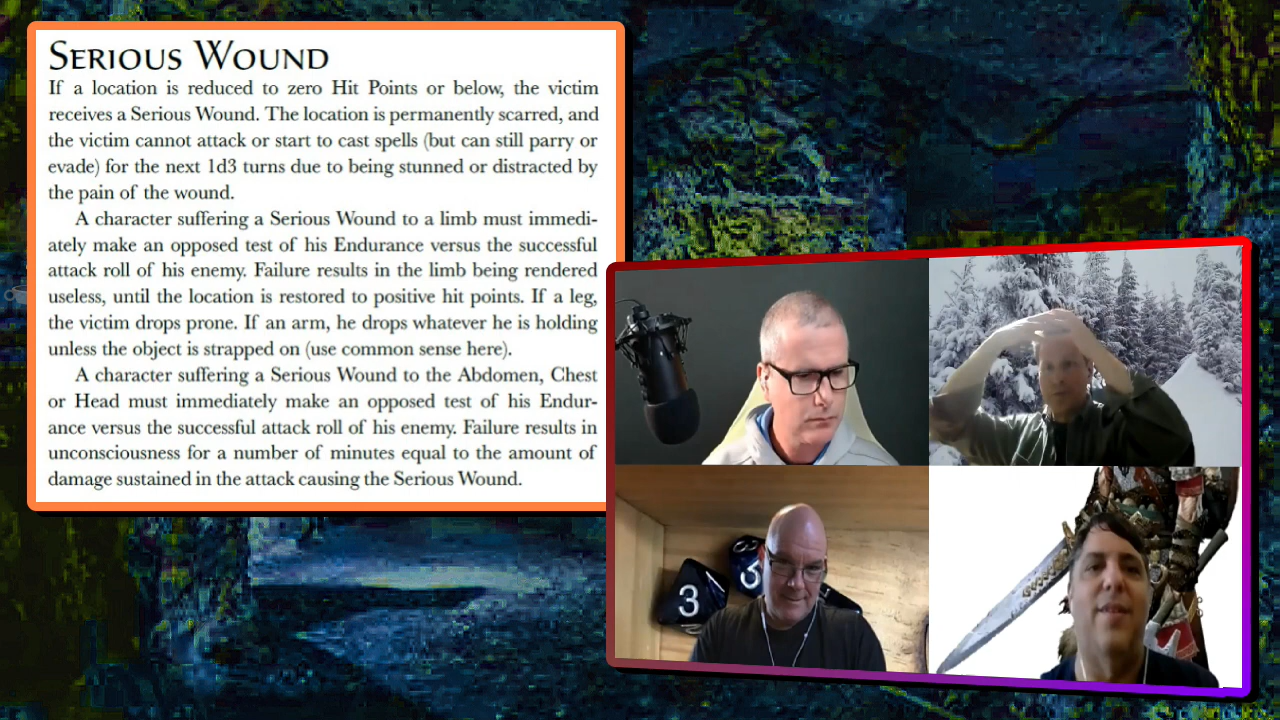 SERIOUS WOUND
If a location is reduced to zero Hit Points or below, the victim
receives a Serious Wound. The location is permanently scarred, and
the victim cannot attack or start to cast spells (but can still parry or
evade) for the next 1d3 turns due to being stunned or distracted by
the pain of the wound.
A character suffering a Serious Wound to a limb must immedi-
ately make an opposed test of his Endurance versus the successful
attack roll of his enemy. Failure results in the limb being rendered
useless, until the location is restored to positive hit points. If a leg,
the victim drops prone. If an arm, he drops whatever he is holding
unless the object is strapped on (use common sense here).
A character suffering a Serious Wound to the Abdomen, Chest
or Head must immediately make an opposed test of his Endur-
ance versus the successful attack roll of his enemy. Failure results in
unconsciousness for a number of minutes equal to the amount of
damage sustained in the attack causing the Serious Wound.
3
5